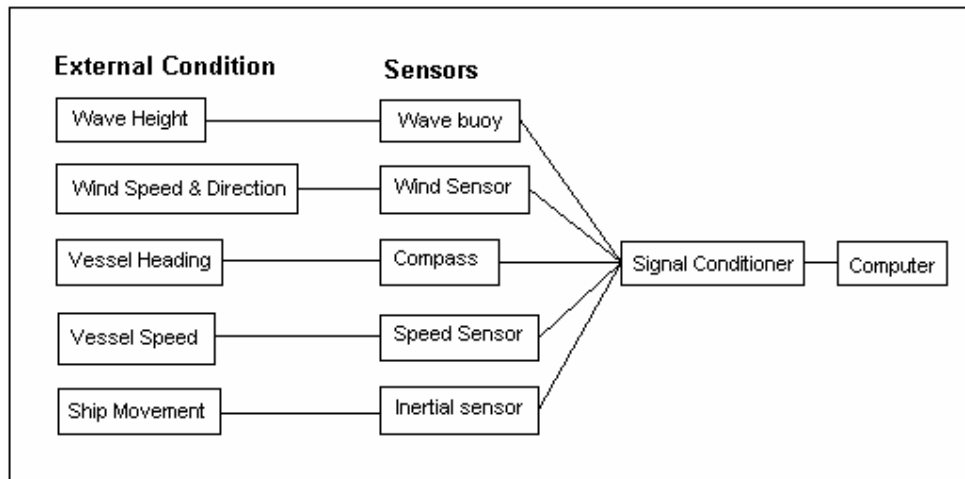 External Condition
Sensors
Wave Height
Wave buoy
Wind Speed & Direction
Wind Sensor
Vessel Heading
Compass
Signal Conditioner
Computer
Vessel Speed
Speed Sensor
Ship Movement
Inertial sensor